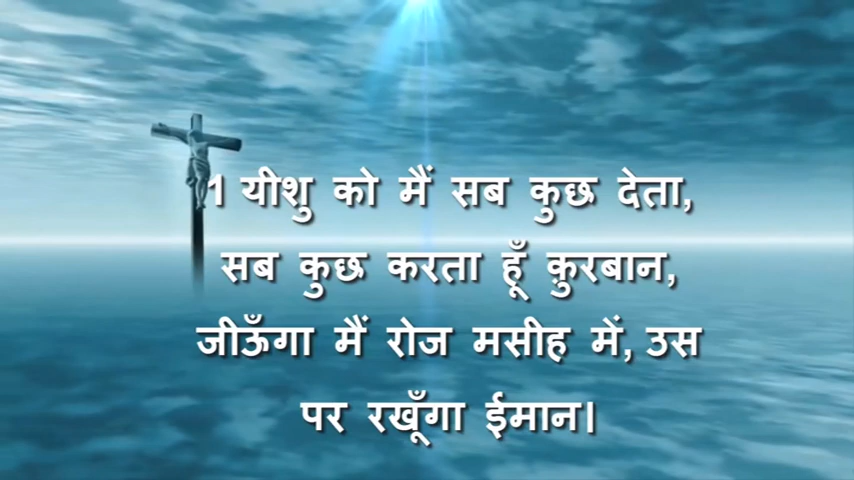 1 यीशु को मैं सब कुछ देता,
सब कुछ करता हूँ क़ुरबान,
जीऊँगा मैं रोज मसीह में, उस
पर रखूँगा ईमान।